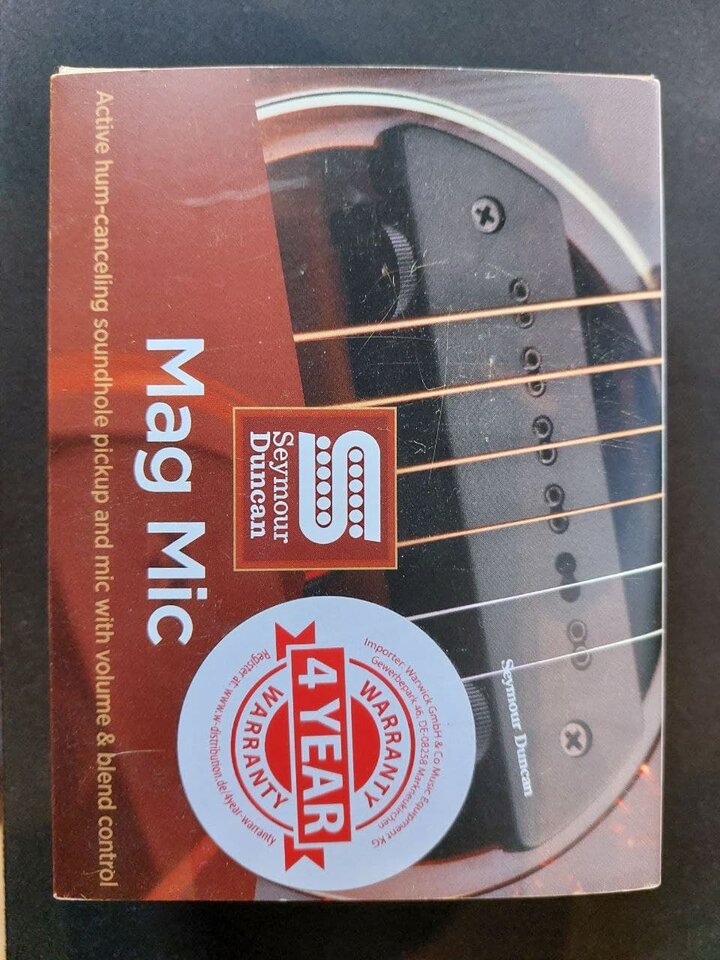 Seymour Duncan
Seymour
Duncan
Mag Mic
Active hum-canceling soundhole pickup and mic with volume & blend control
Importer: Warwick GmbH & Co Music Equipment KG
Gewerbepark 46, DE-08258 Markneukirchen
WARRANTY
4 YEAR
WARRANTY
Register at www.w-distribution.de/4year-warranty